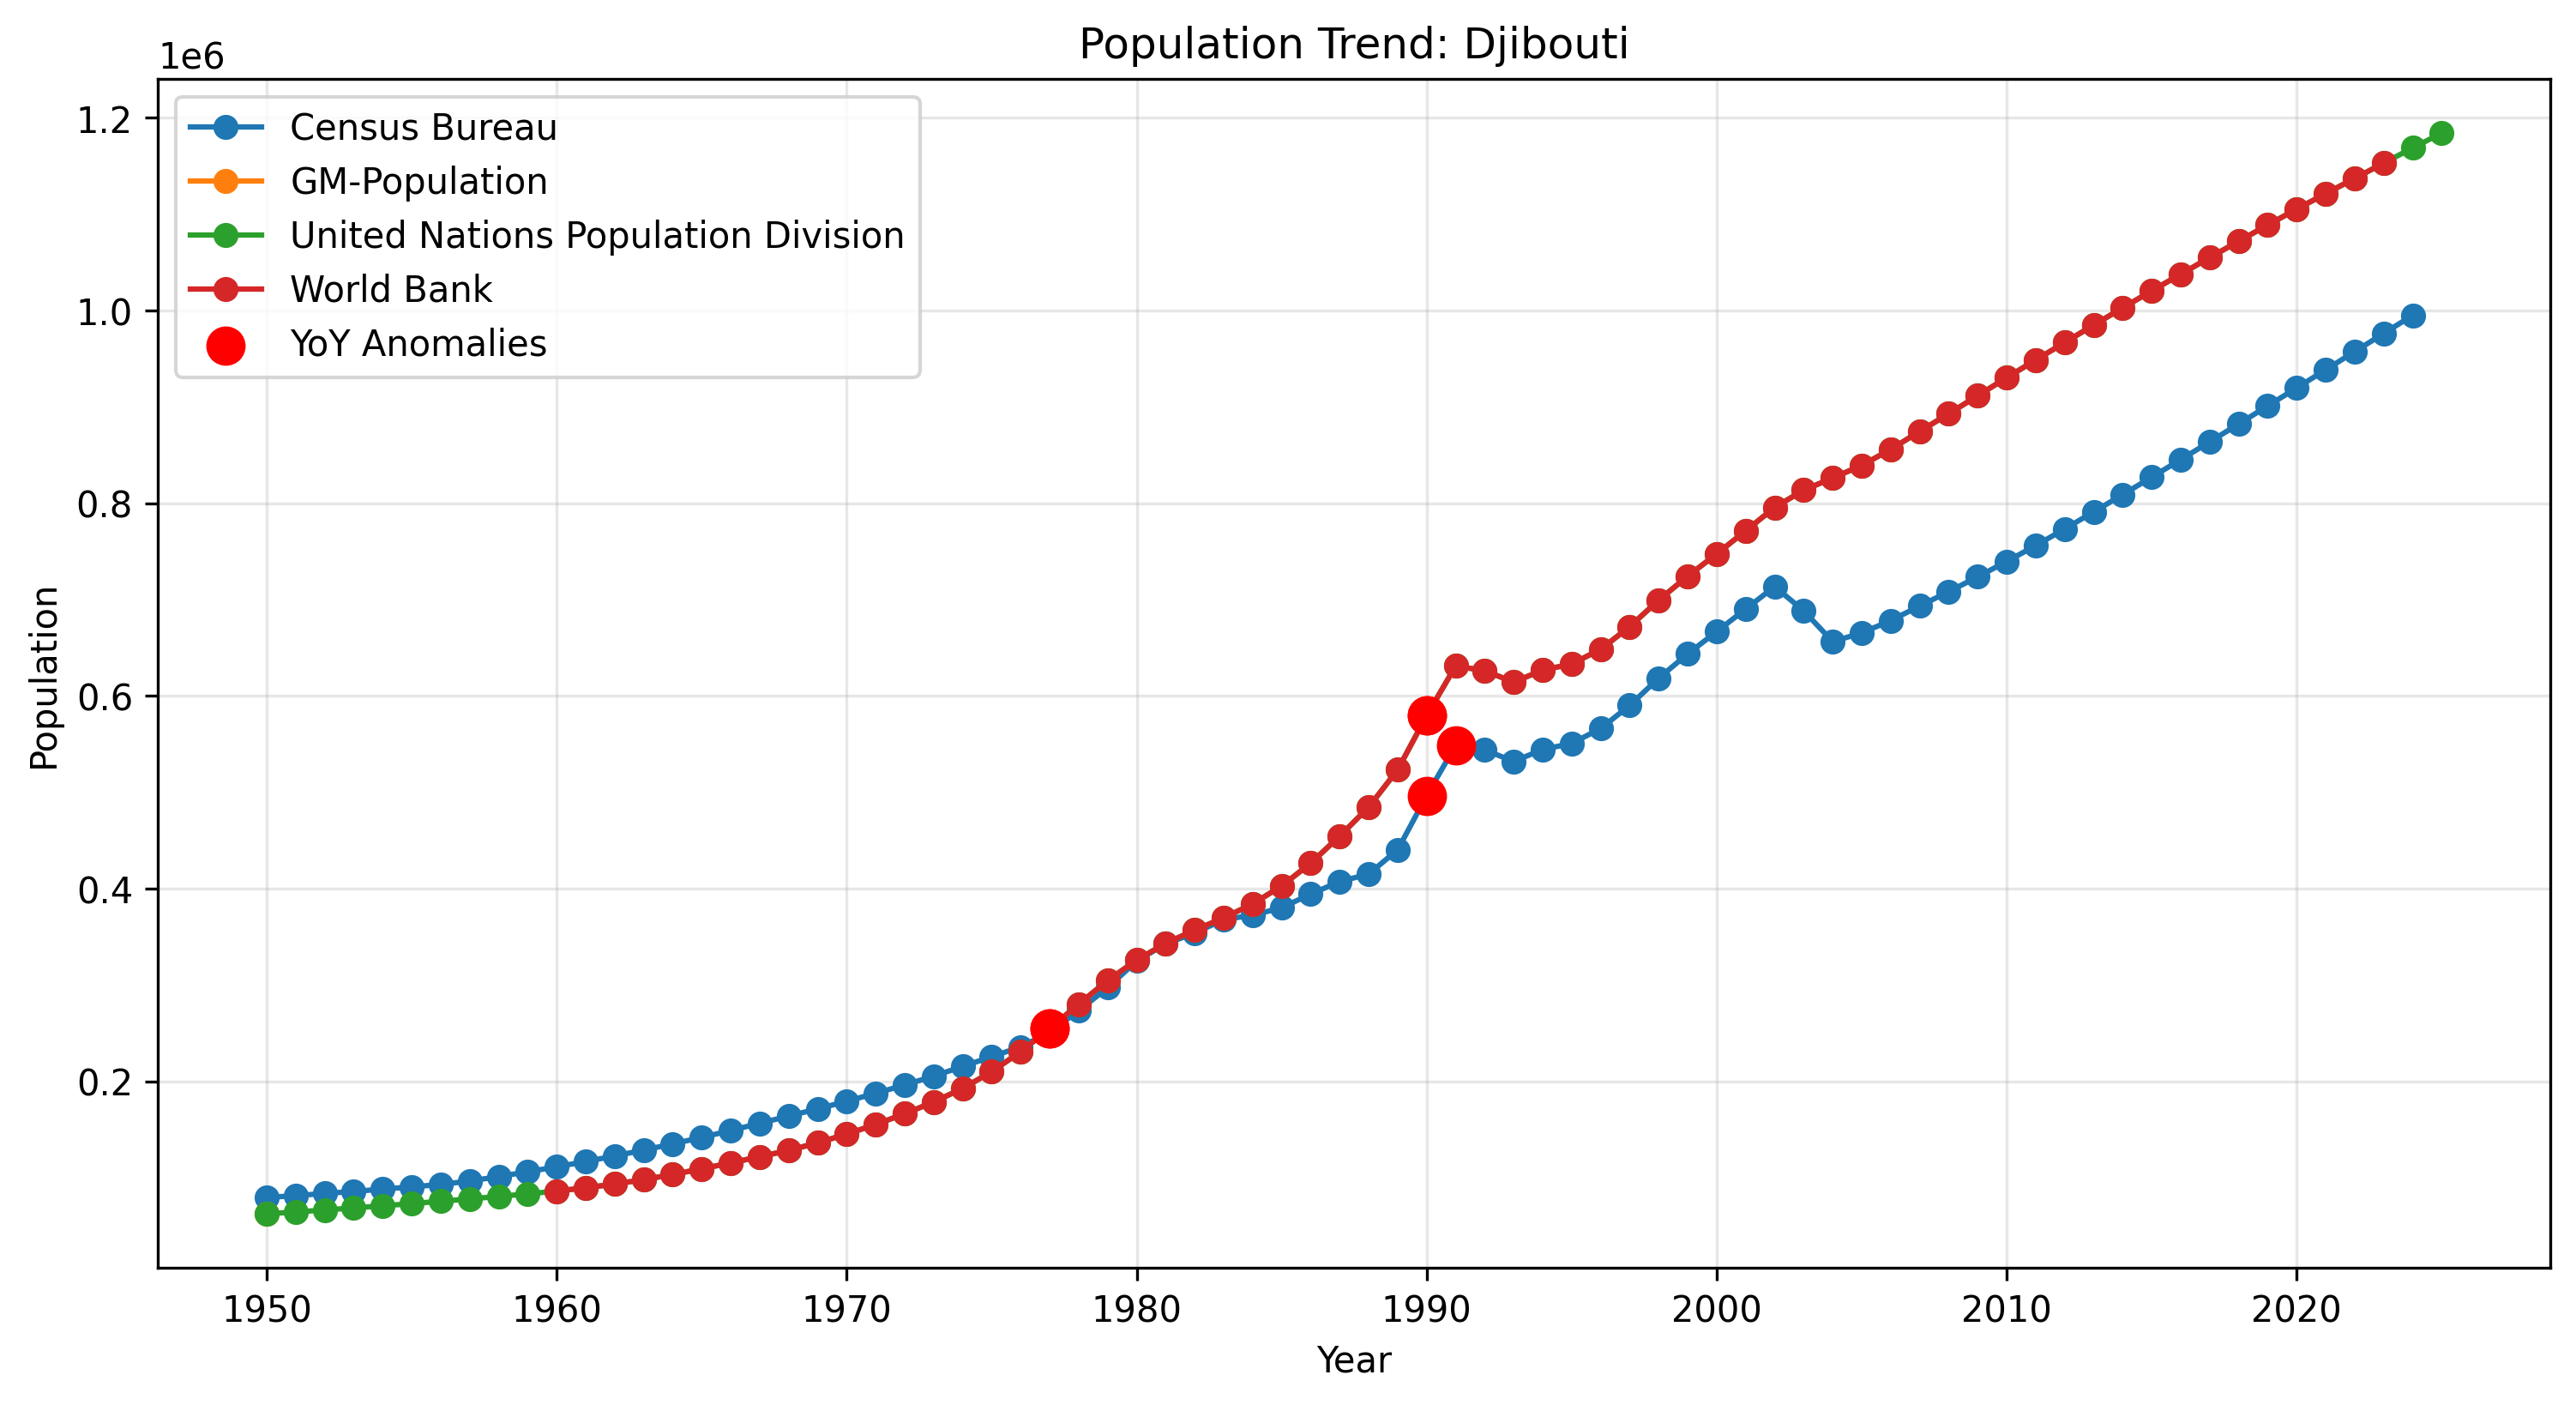 Population Trend: Djibouti
1e6
Census Bureau
GM-Population
United Nations Population Division
World Bank
YoY Anomalies
1.2
1.0
0.8
0.6
0.4
0.2
Population
1950 1960 1970 1980 1990 2000 2010 2020
Year